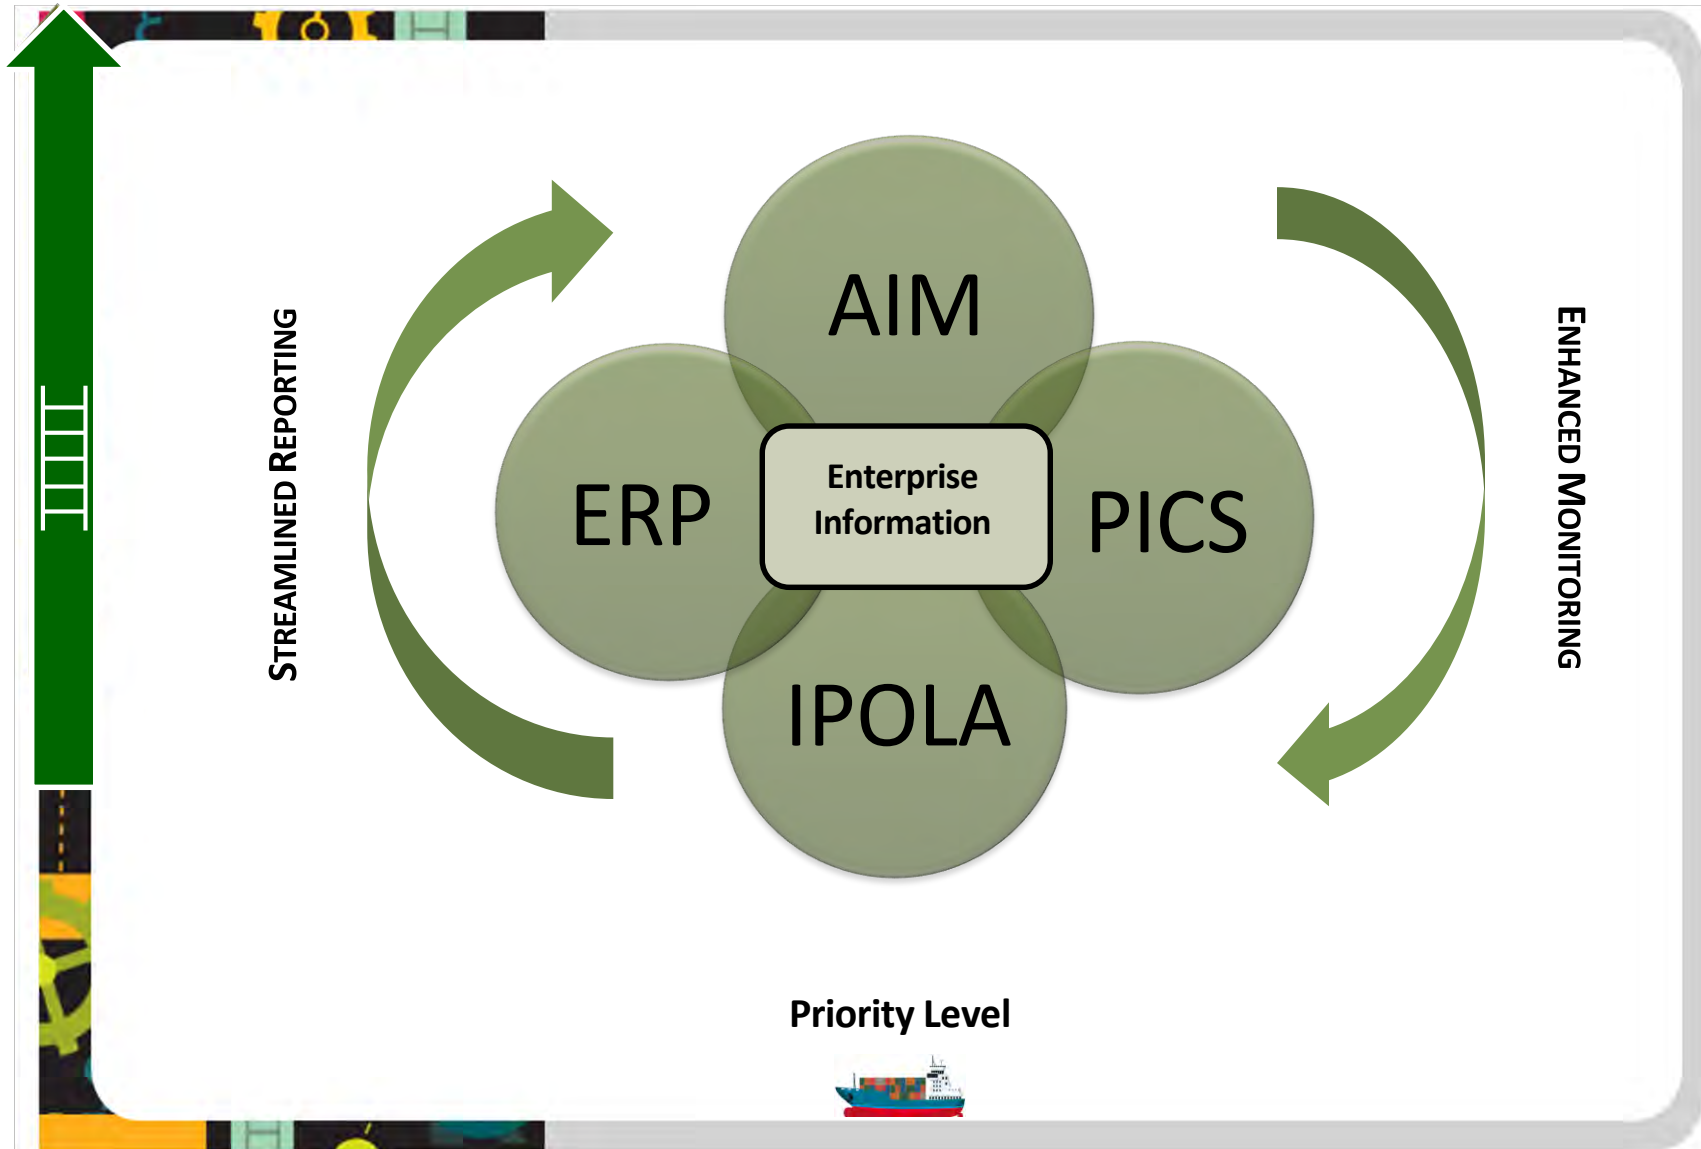 AIM
STREAMLINED REPORTING
ERP
Enterprise
Information
PICS
ENHANCED MONITORING
IPOLA
Priority Level